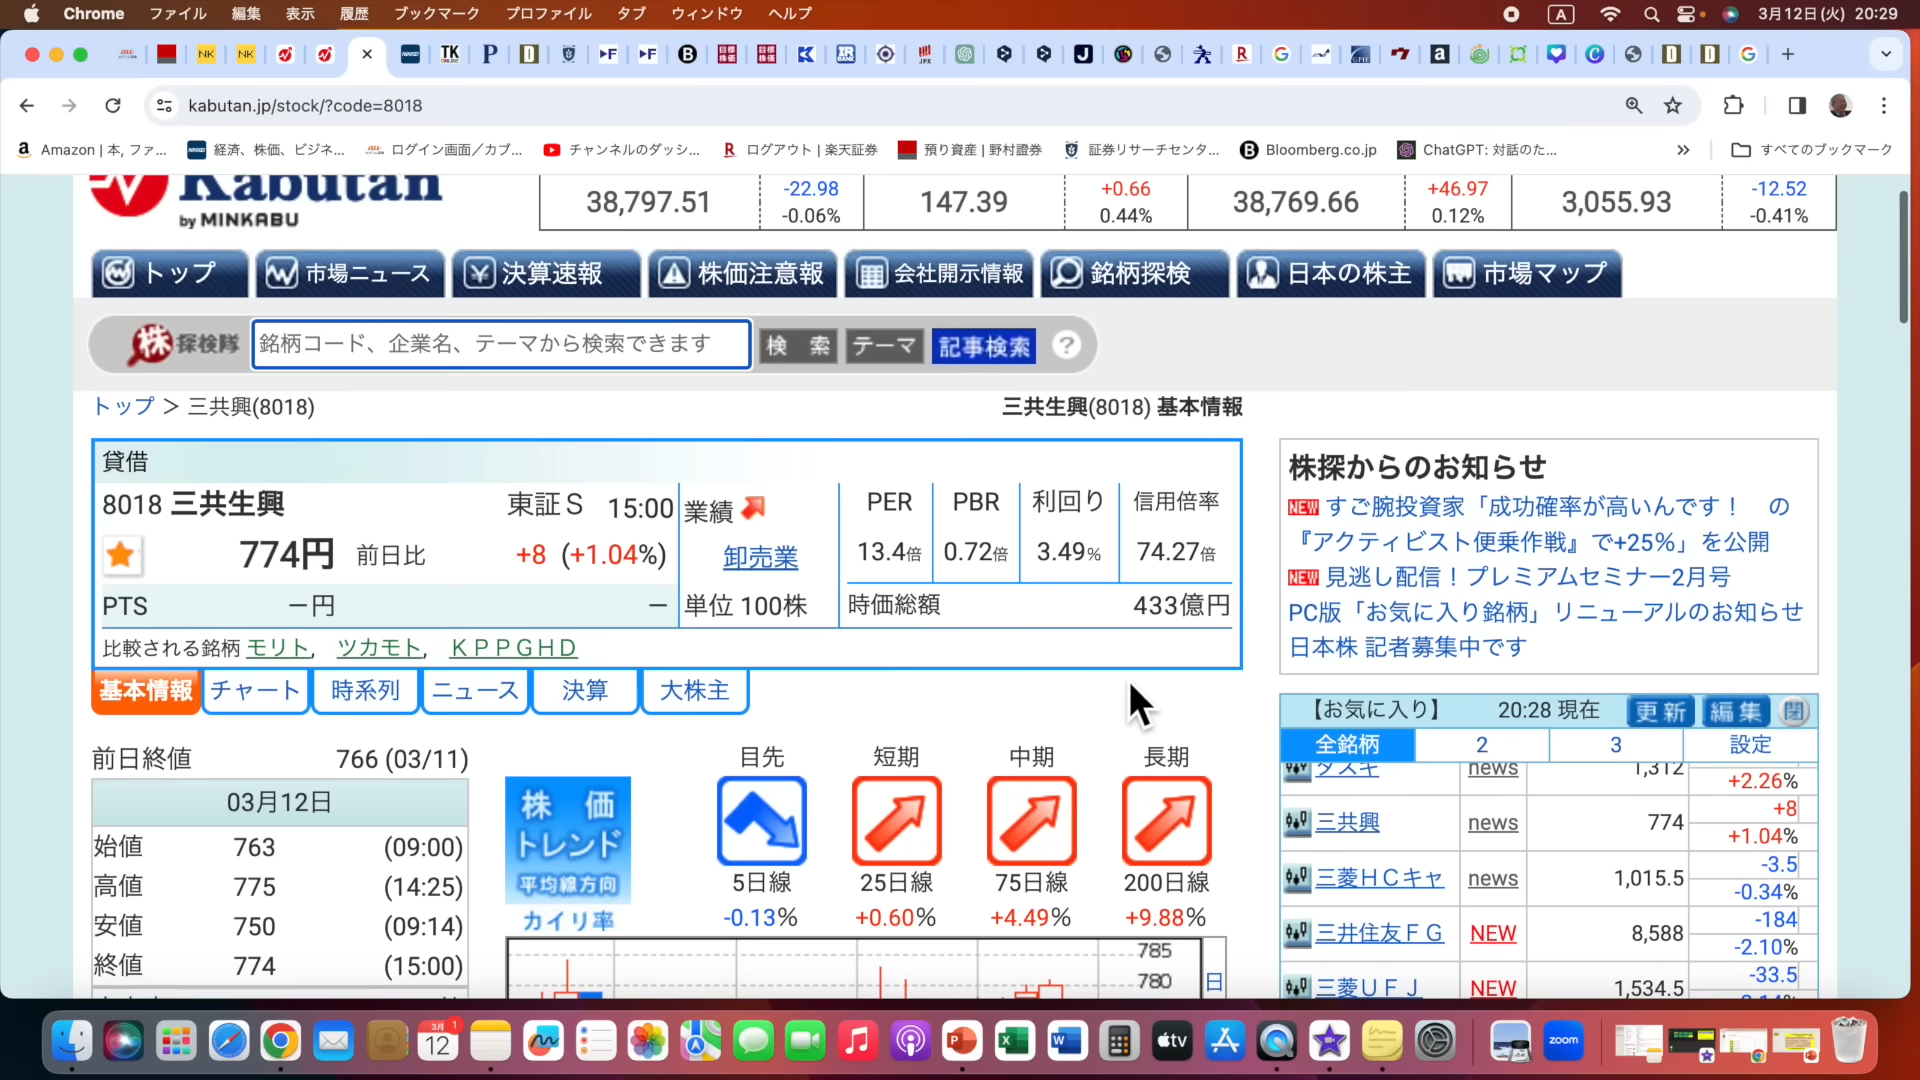 Chrome ファイル 編集 表示 履歴 ブックマーク プロファイル タブ ウィンドウ ヘルプ
A 3月12日(火) 20:29
kabutan.jp/stock/?code=8018
Amazon | 本, ファ... 経済、株価、ビジネ... ログイン画面／カブ... チャンネルのダッシ... ログアウト | 楽天証券 預り資産 | 野村證券 証券リサーチセンタ... Bloomberg.co.jp ChatGPT: 対話のた... » すべてのブックマーク
Kabutan
by MINKABU
38,797.51 -22.98 -0.06%
147.39 +0.66 0.44%
38,769.66 +46.97 0.12%
3,055.93 -12.52 -0.41%
トップ 市場ニュース 決算速報 株価注意報 会社開示情報 銘柄探検 日本の株主 市場マップ
株探検隊 銘柄コード、企業名、テーマから検索できます 検 索 テーマ 記事検索 ?
トップ ＞ 三共興(8018) 三共生興(8018) 基本情報
貸借
8018 三共生興 東証Ｓ 15:00
774円 前日比 +8 (+1.04%)
PTS －円 －
業績
卸売業
単位 100株
PER PBR 利回り 信用倍率
13.4倍 0.72倍 3.49% 74.27倍
時価総額 433億円
比較される銘柄 モリト, ツカモト, ＫＰＰＧＨＤ
基本情報 チャート 時系列 ニュース 決算 大株主
前日終値 766 (03/11)
03月12日
始値 763 (09:00)
高値 775 (14:25)
安値 750 (09:14)
終値 774 (15:00)
株 価
トレンド
平均線方向
カイリ率
目先 短期 中期 長期
5日線 25日線 75日線 200日線
-0.13% +0.60% +4.49% +9.88%
785
780
日
株探からのお知らせ
NEW すご腕投資家「成功確率が高いんです！ の
『アクティビスト便乗作戦』で+25%」を公開
NEW 見逃し配信！プレミアムセミナー2月号
PC版「お気に入り銘柄」リニューアルのお知らせ
日本株 記者募集中です
【お気に入り】 20:28 現在 更新 編集 閉
全銘柄 2 3 設定
タスキ news 1,312 +2.26%
三共興 news 774 +8 +1.04%
三菱ＨＣキャ news 1,015.5 -3.5 -0.34%
三井住友ＦＧ NEW 8,588 -184 -2.10%
三菱ＵＦＪ NEW 1,534.5 -33.5
3月 1
12
tv
zoom